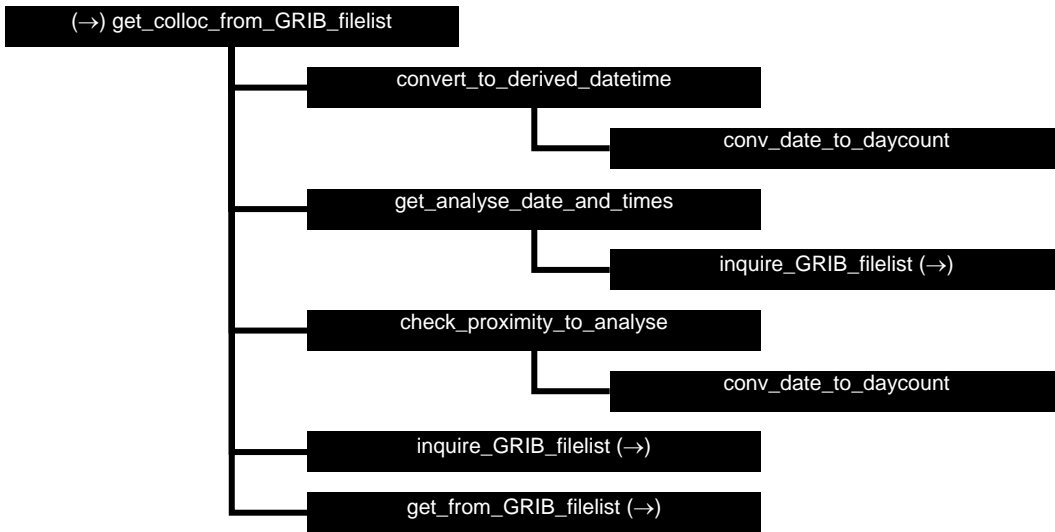 (→) get_colloc_from_GRIB_filelist
convert_to_derived_datetime
conv_date_to_daycount
get_analyse_date_and_times
inquire_GRIB_filelist (→)
check_proximity_to_analyse
conv_date_to_daycount
inquire_GRIB_filelist (→)
get_from_GRIB_filelist (→)